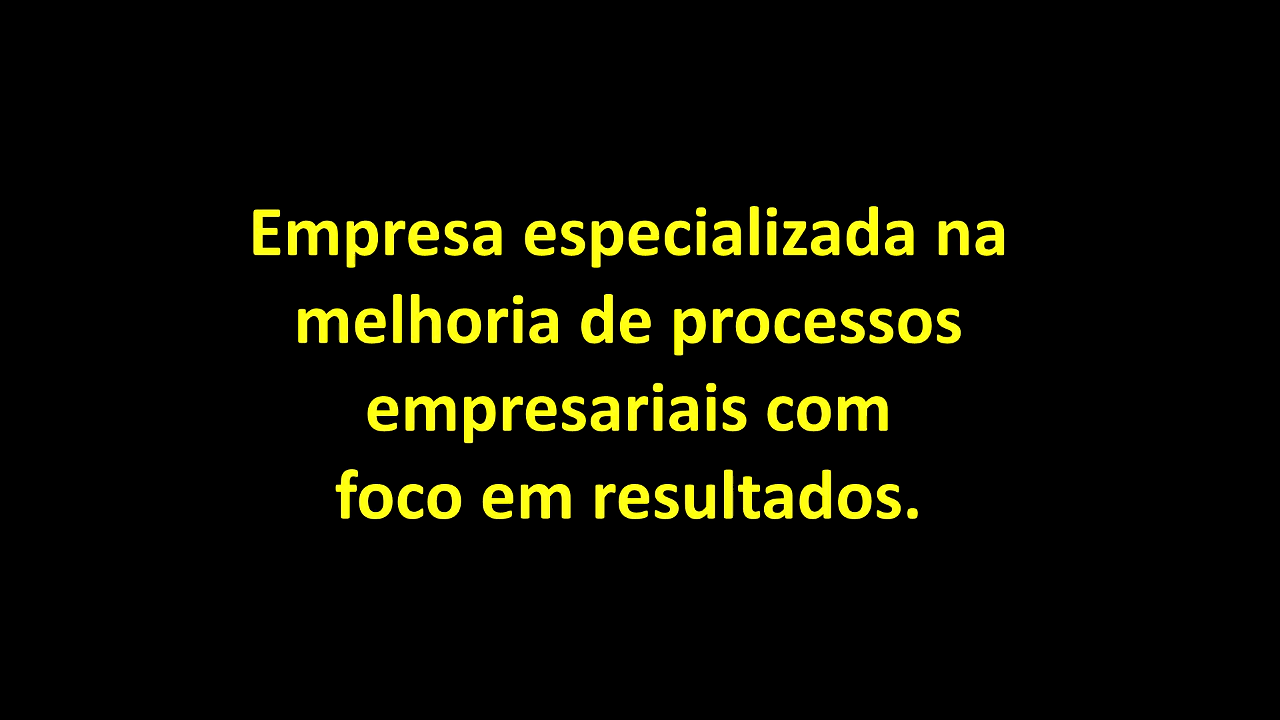 Empresa especializada na
melhoria de processos
empresariais com
foco em resultados.